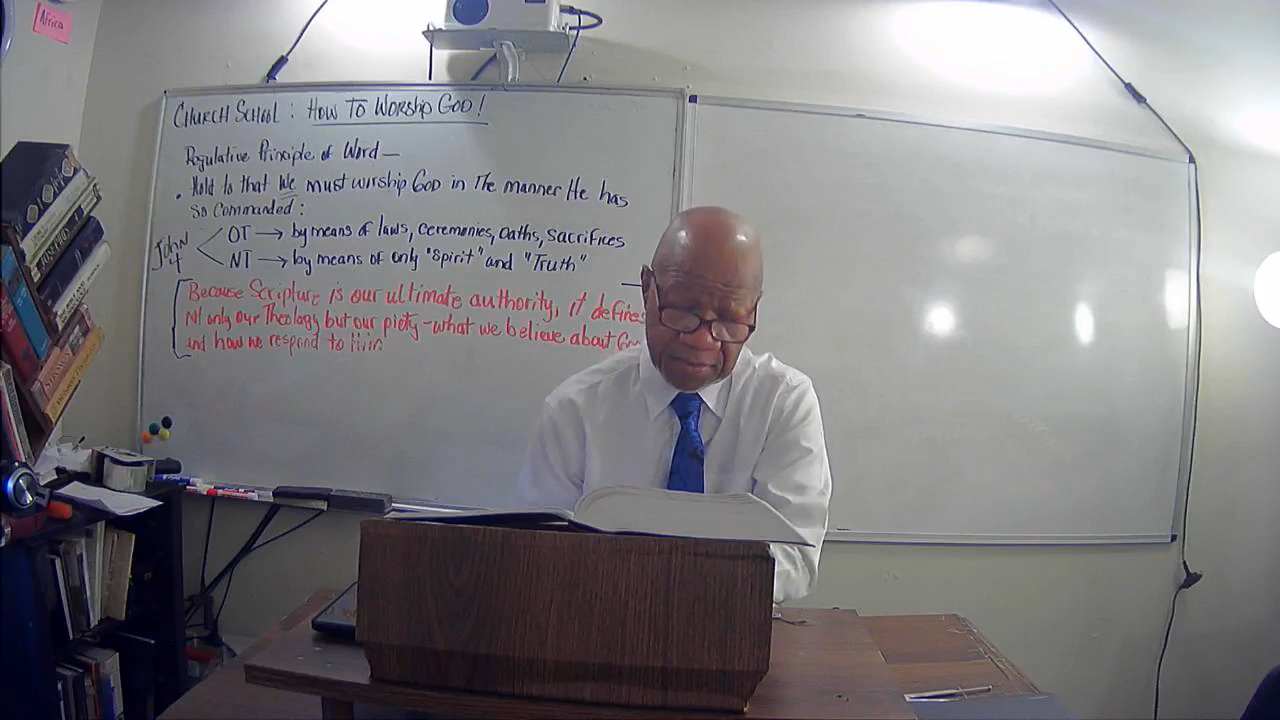 Africa
CHURCH SCHOOL : HOW TO WORSHIP GOD!
Regulative Principle of Word—
• Hold to that We must worship God in The manner He has
so Commanded:
John 4
OT → by means of laws, ceremonies, Oaths, sacrifices
NT → by means of only "Spirit" and "Truth"
Because Scripture is our ultimate authority, it defines
not only our Theology but our piety - what we believe about
and how we respond to